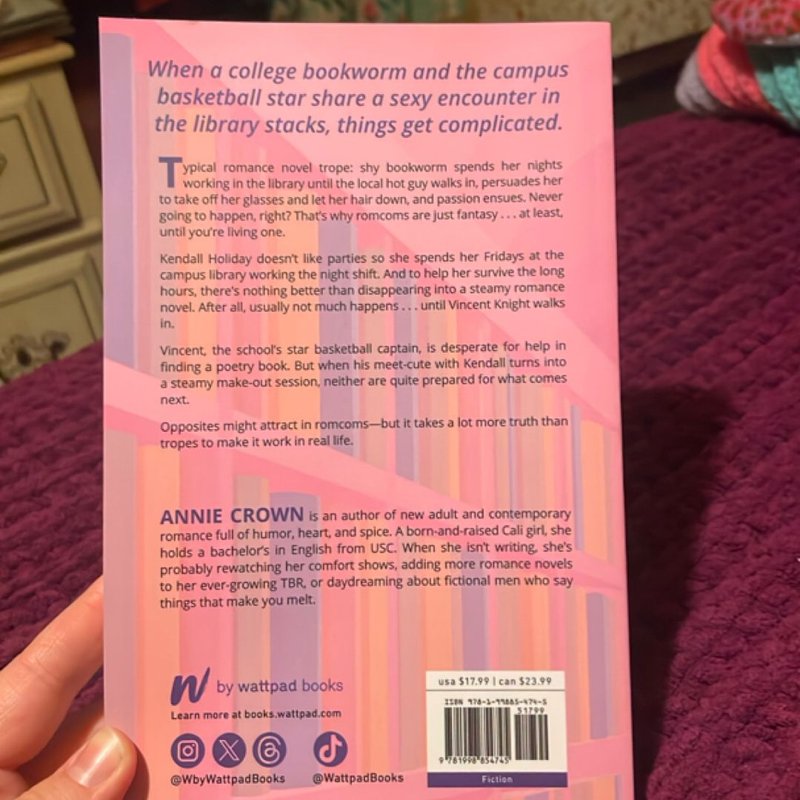 When a college bookworm and the campus
basketball star share a sexy encounter in
the library stacks, things get complicated.
Typical romance novel trope: shy bookworm spends her nights
working in the library until the local hot guy walks in, persuades her
to take off her glasses and let her hair down, and passion ensues. Never
going to happen, right? That's why romcoms are just fantasy . . . at least,
until you're living one.
Kendall Holiday doesn't like parties so she spends her Fridays at the
campus library working the night shift. And to help her survive the long
hours, there's nothing better than disappearing into a steamy romance
novel. After all, usually not much happens . . . until Vincent Knight walks
in.
Vincent, the school's star basketball captain, is desperate for help in
finding a poetry book. But when his meet-cute with Kendall turns into
a steamy make-out session, neither are quite prepared for what comes
next.
Opposites might attract in romcoms—but it takes a lot more truth than
tropes to make it work in real life.
ANNIE CROWN is an author of new adult and contemporary
romance full of humor, heart, and spice. A born-and-raised Cali girl, she
holds a bachelor's in English from USC. When she isn't writing, she's
probably rewatching her comfort shows, adding more romance novels
to her ever-growing TBR, or daydreaming about fictional men who say
things that make you melt.
W by wattpad books
Learn more at books.wattpad.com
@WbyWattpadBooks @WattpadBooks
usa $17.99 | can $23.99
ISBN 978-1-99885-474-5
51799
9 781998 854745
Fiction